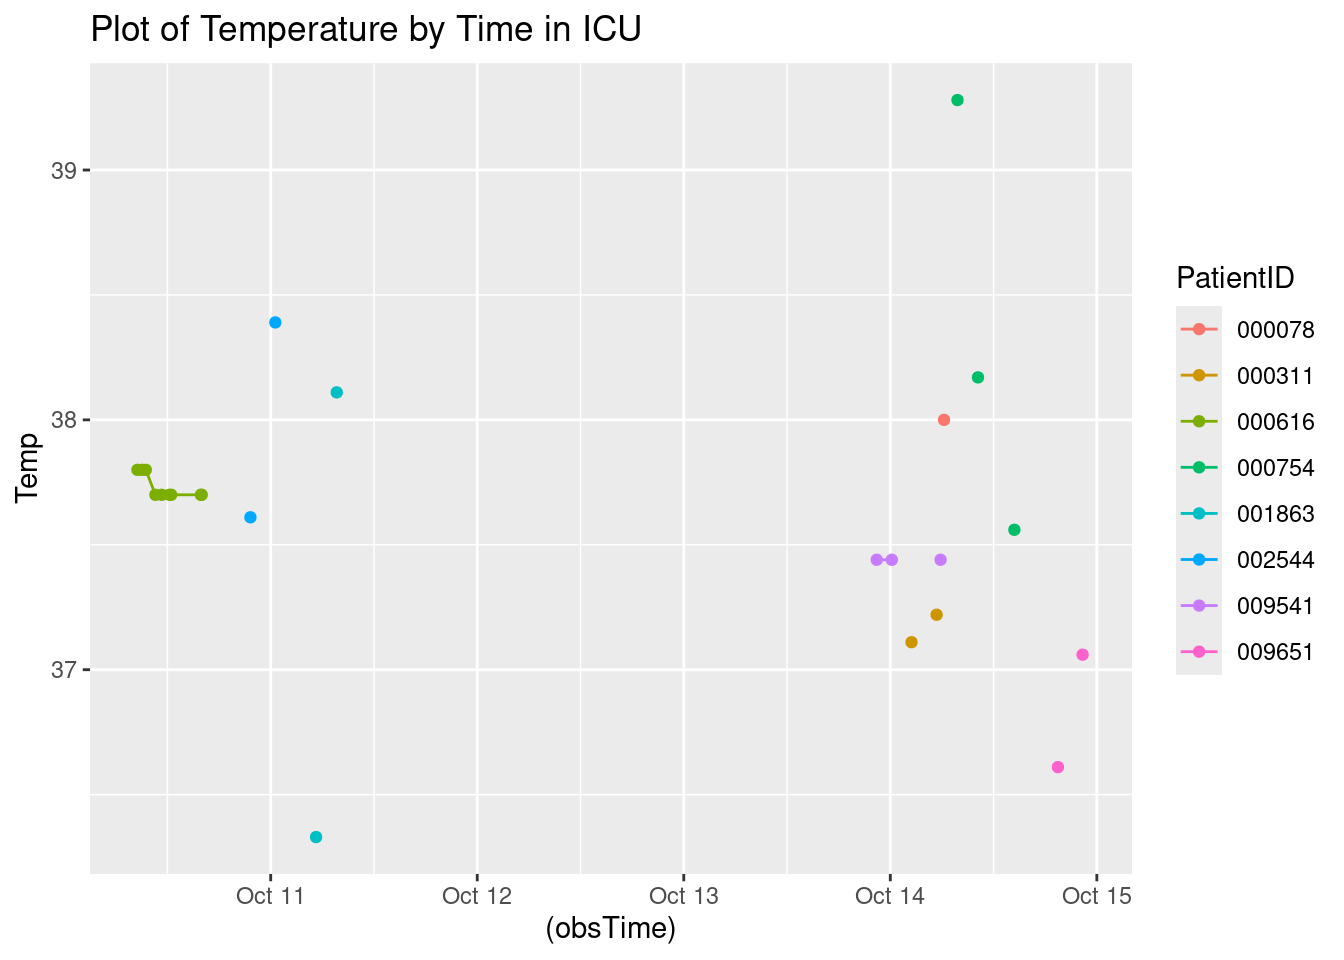 Plot of Temperature by Time in ICU
39
38
37
Temp
Oct 11
Oct 12
Oct 13
Oct 14
Oct 15
(obsTime)
PatientID
000078
000311
000616
000754
001863
002544
009541
009651